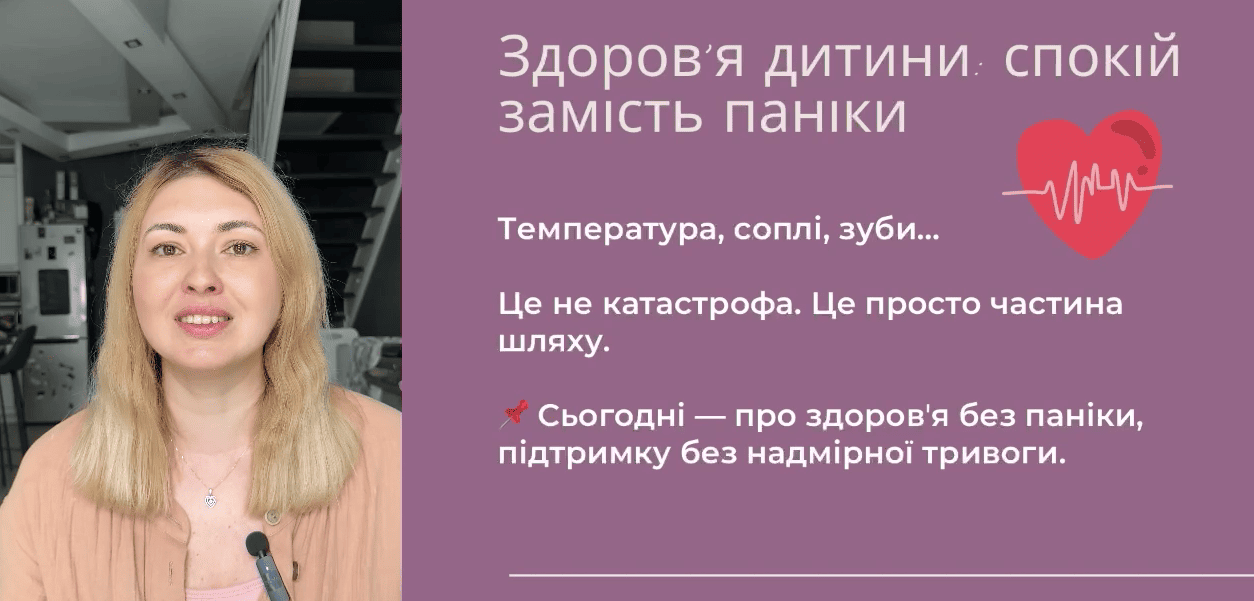 Здоров’я дитини: спокій
замість паніки
Температура, соплі, зуби...
Це не катастрофа. Це просто частина
шляху.
📌 Сьогодні — про здоров'я без паніки,
підтримку без надмірної тривоги.